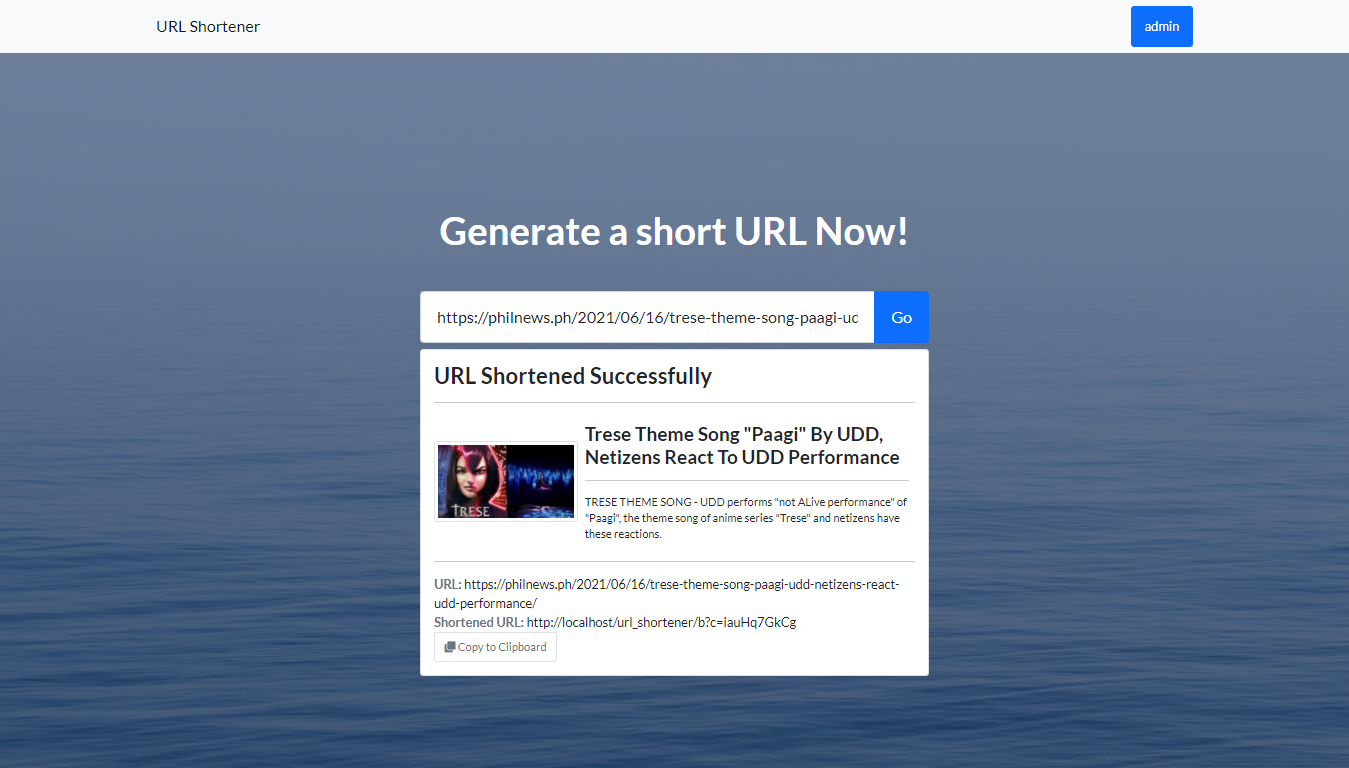 URL Shortener
admin
Generate a short URL Now!
https://philnews.ph/2021/06/16/trese-theme-song-paagi-ud
Go
URL Shortened Successfully
Trese Theme Song "Paagi" By UDD,
Netizens React To UDD Performance
TRESE
TRESE THEME SONG - UDD performs "not ALive performance" of
"Paagi", the theme song of anime series "Trese" and netizens have
these reactions.
URL: https://philnews.ph/2021/06/16/trese-theme-song-paagi-udd-netizens-react-
udd-performance/
Shortened URL: http://localhost/url_shortener/b?c=iauHq7GkCg
Copy to Clipboard